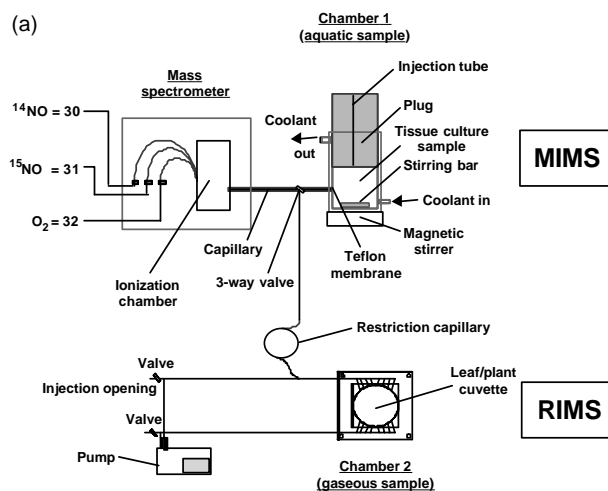 (a)
Chamber 1
(aquatic sample)
Injection tube
Mass
spectrometer
Plug
Coolant
out
Tissue culture
sample
Stirring bar
MIMS
¹⁴NO = 30
¹⁵NO = 31
O₂ = 32
Coolant in
Capillary
Magnetic
stirrer
Ionization
chamber
3-way valve
Teflon
membrane
Restriction capillary
Valve
Injection opening
Leaf/plant
cuvette
RIMS
Valve
Pump
Chamber 2
(gaseous sample)